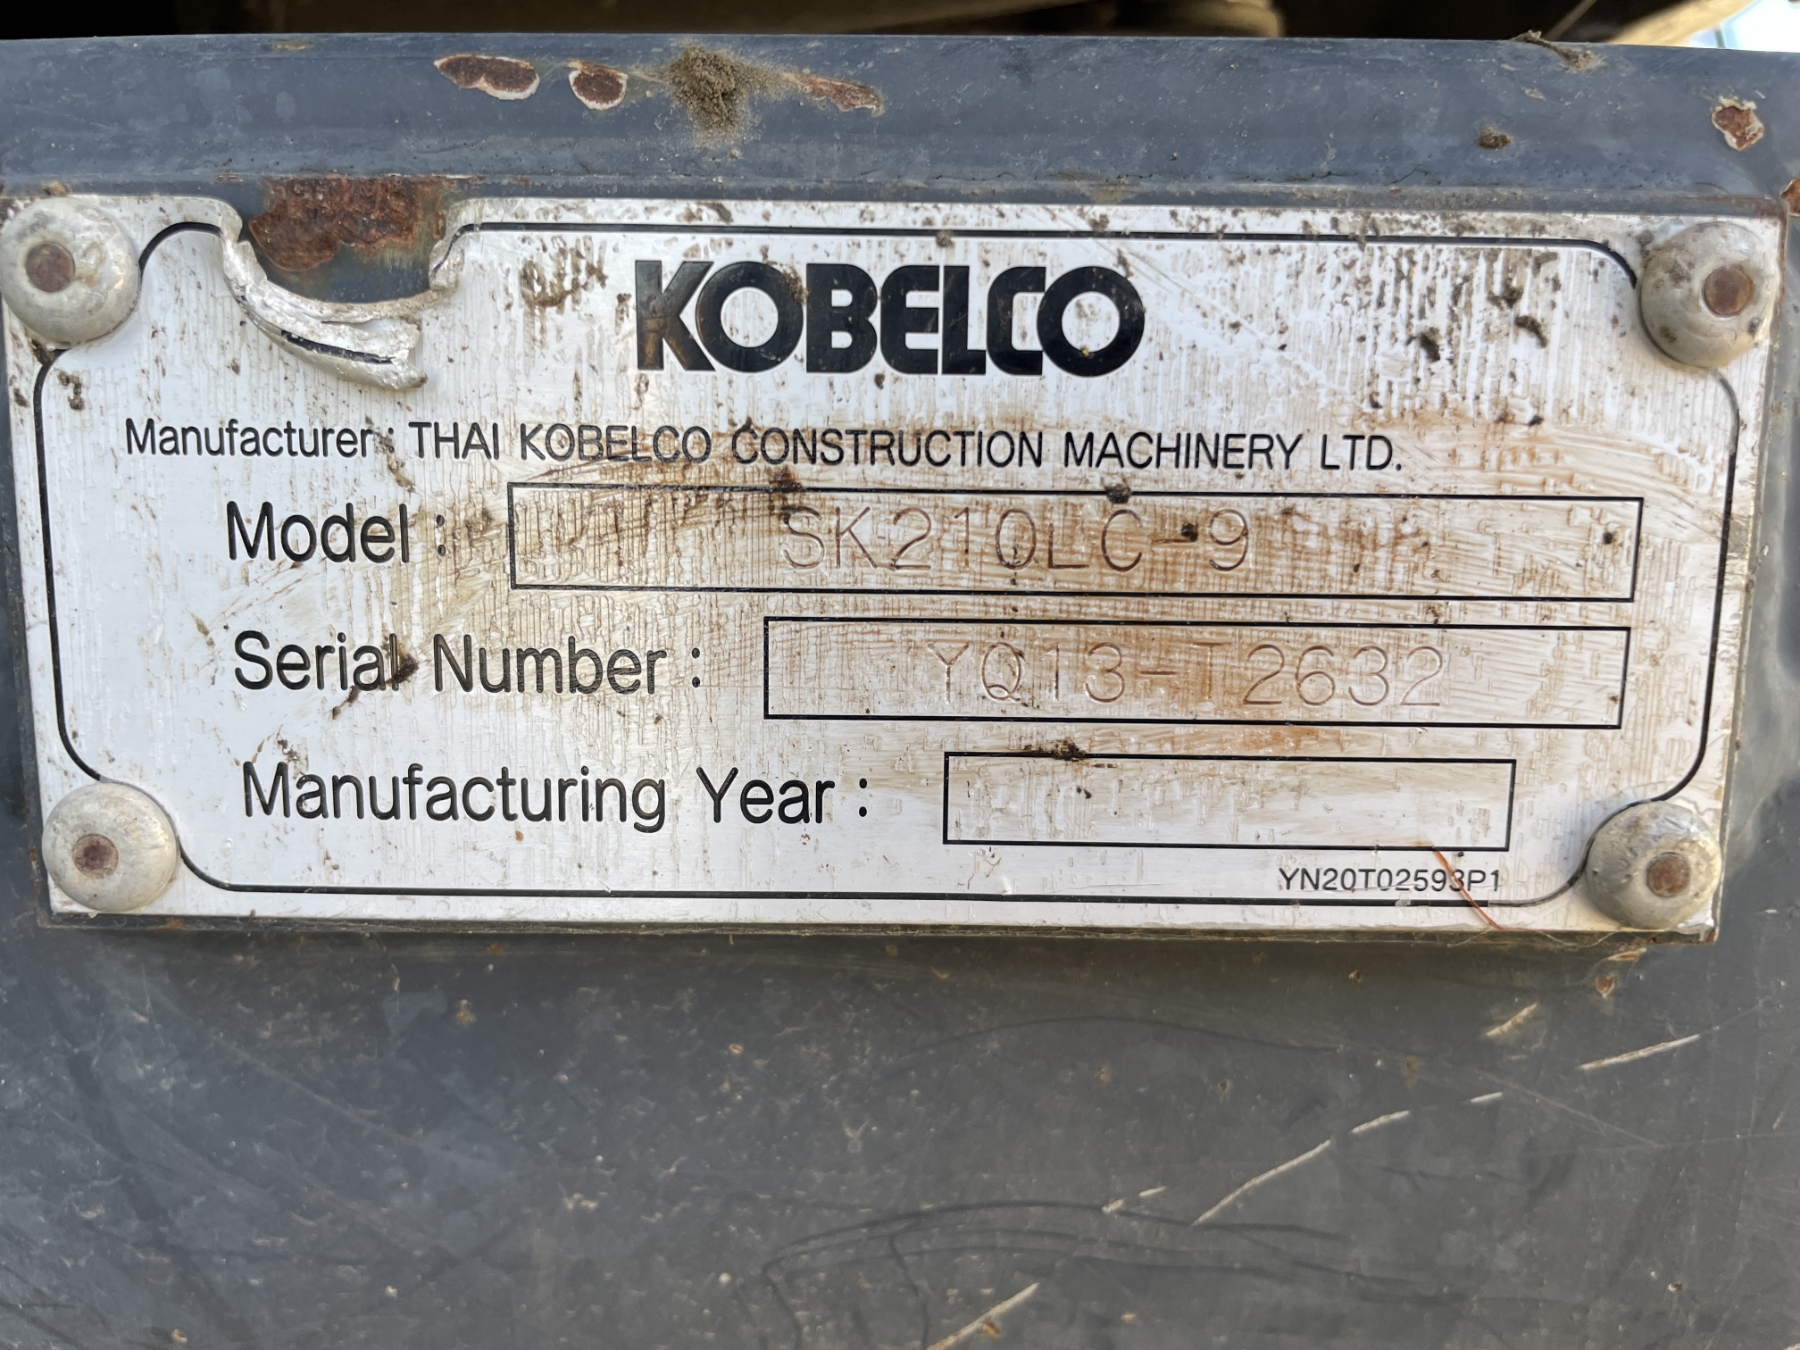 KOBELCO
Manufacturer : THAI KOBELCO CONSTRUCTION MACHINERY LTD.
Model : SK210LC-9
Serial Number : YQ13-T2632
Manufacturing Year :
YN20T02593P1